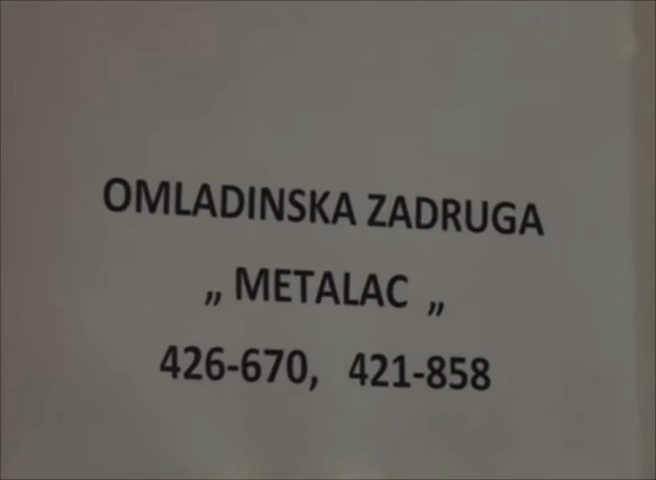 OMLADINSKA ZADRUGA
„ METALAC „
426-670, 421-858